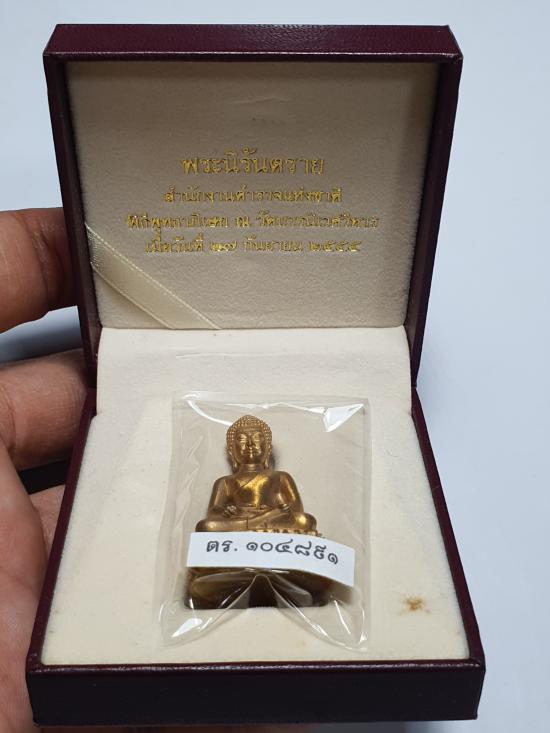 พระนิรันตราย
สำนักงานตำรวจแห่งชาติ
พิธีพุทธาภิเษก ณ วัดบวรนิเวศวิหาร
เมื่อวันที่ ๒๗ กันยายน ๒๕๕๕
ตร. ๑๐๔๘๕๑